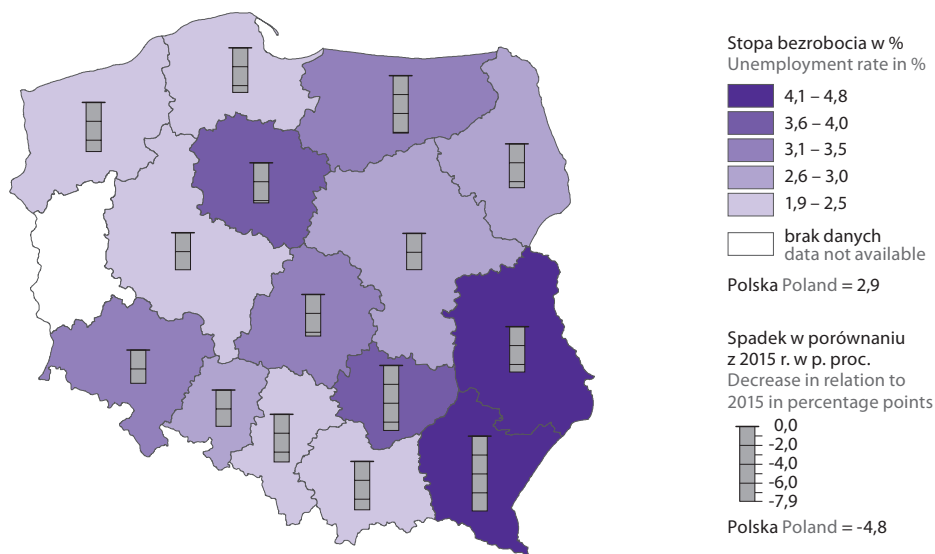 Stopa bezrobocia w %
Unemployment rate in %
4,1 – 4,8
3,6 – 4,0
3,1 – 3,5
2,6 – 3,0
1,9 – 2,5
brak danych
data not available
Polska Poland = 2,9
Spadek w porównaniu
z 2015 r. w p. proc.
Decrease in relation to
2015 in percentage points
0,0
-2,0
-4,0
-6,0
-7,9
Polska Poland = -4,8